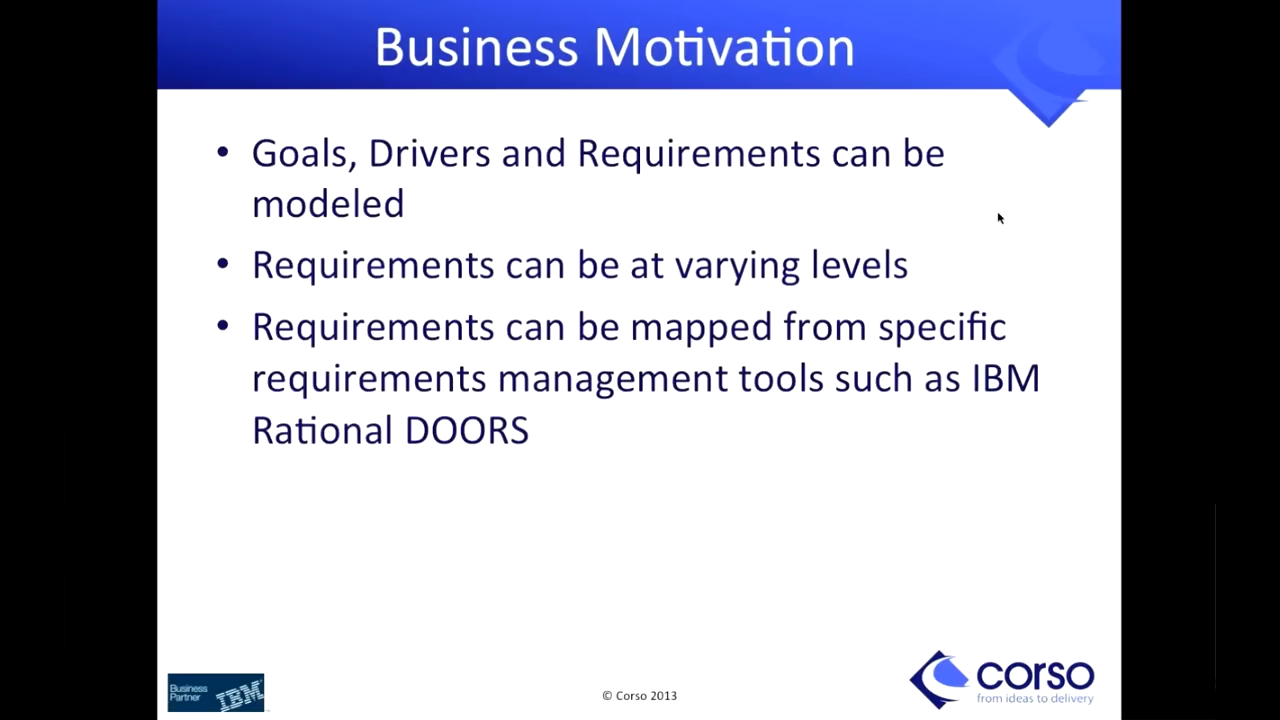 Business Motivation
• Goals, Drivers and Requirements can be
modeled
• Requirements can be at varying levels
• Requirements can be mapped from specific
requirements management tools such as IBM
Rational DOORS
Business
Partner
IBM
© Corso 2013
corso
from ideas to delivery